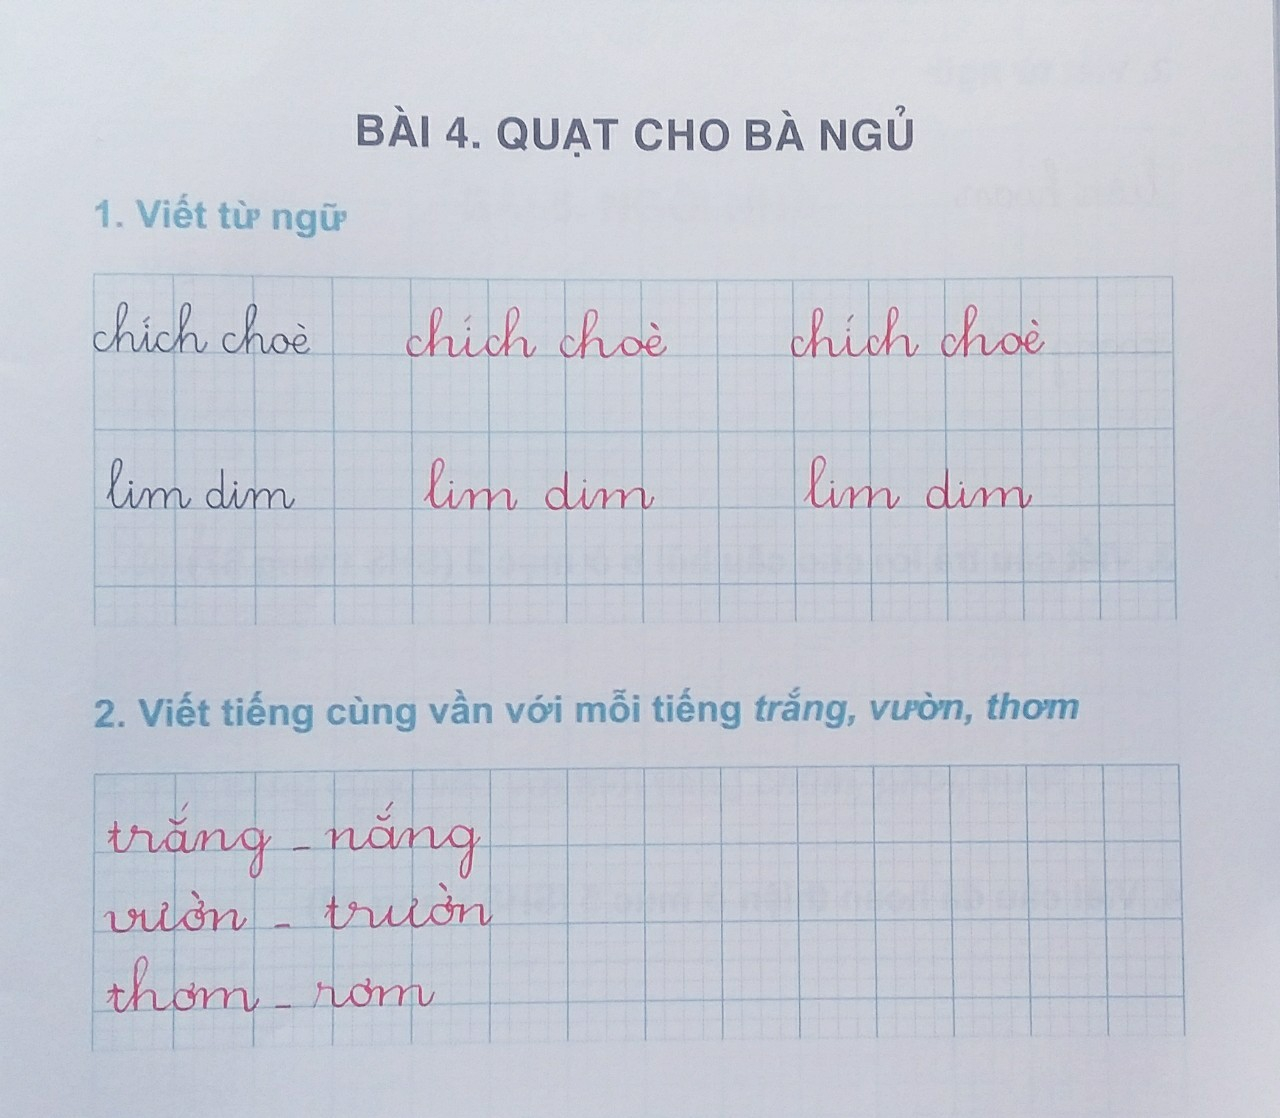 BÀI 4. QUẠT CHO BÀ NGỦ
1. Viết từ ngữ
chích choè chích choè chích choè
lim dim lim dim lim dim
2. Viết tiếng cùng vần với mỗi tiếng trắng, vườn, thơm
trắng - nắng
vườn - trườn
thơm - rơm